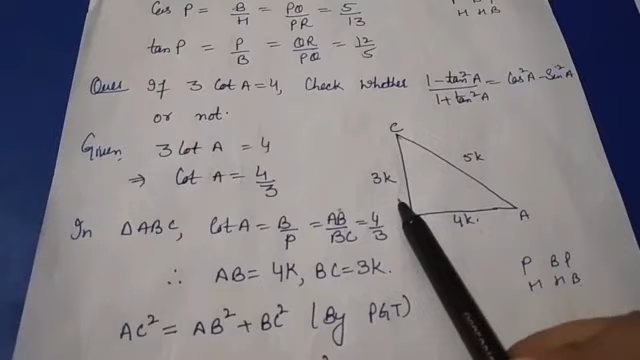 Cos P = B/H = PQ/PR = 5/13
P B P
H H B
tan P = P/B = QR/PQ = 12/5
Ques If 3 Cot A = 4, Check whether (1 - tan²A)/(1 + tan²A) = Cos²A - Sin²A
or not.
Given, 3 Cot A = 4
⇒ Cot A = 4/3
C
5k
3k
4k.
A
In ΔABC, Cot A = B/P = AB/BC = 4/3
∴ AB = 4K, BC = 3K.
P B P
H H B
AC² = AB² + BC² (By PGT)